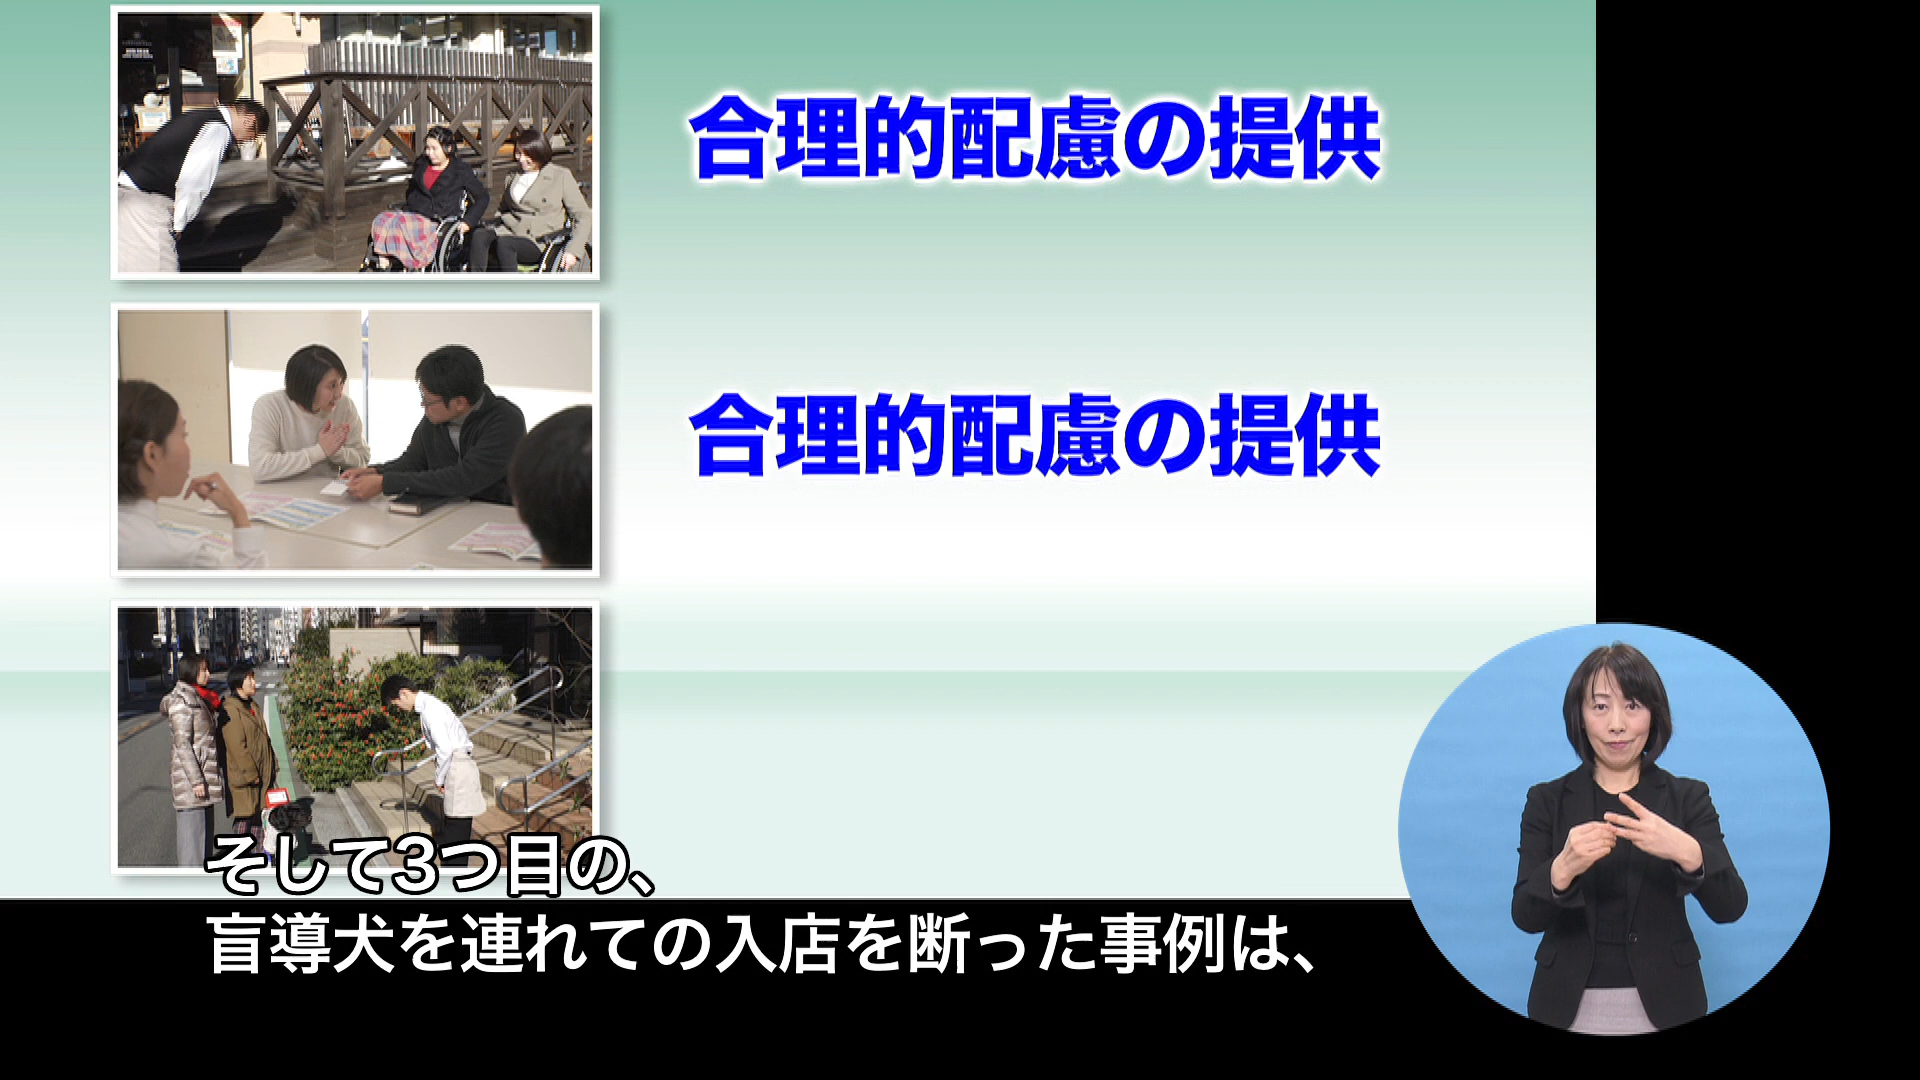 合理的配慮の提供
合理的配慮の提供
そして3つ目の、
盲導犬を連れての入店を断った事例は、